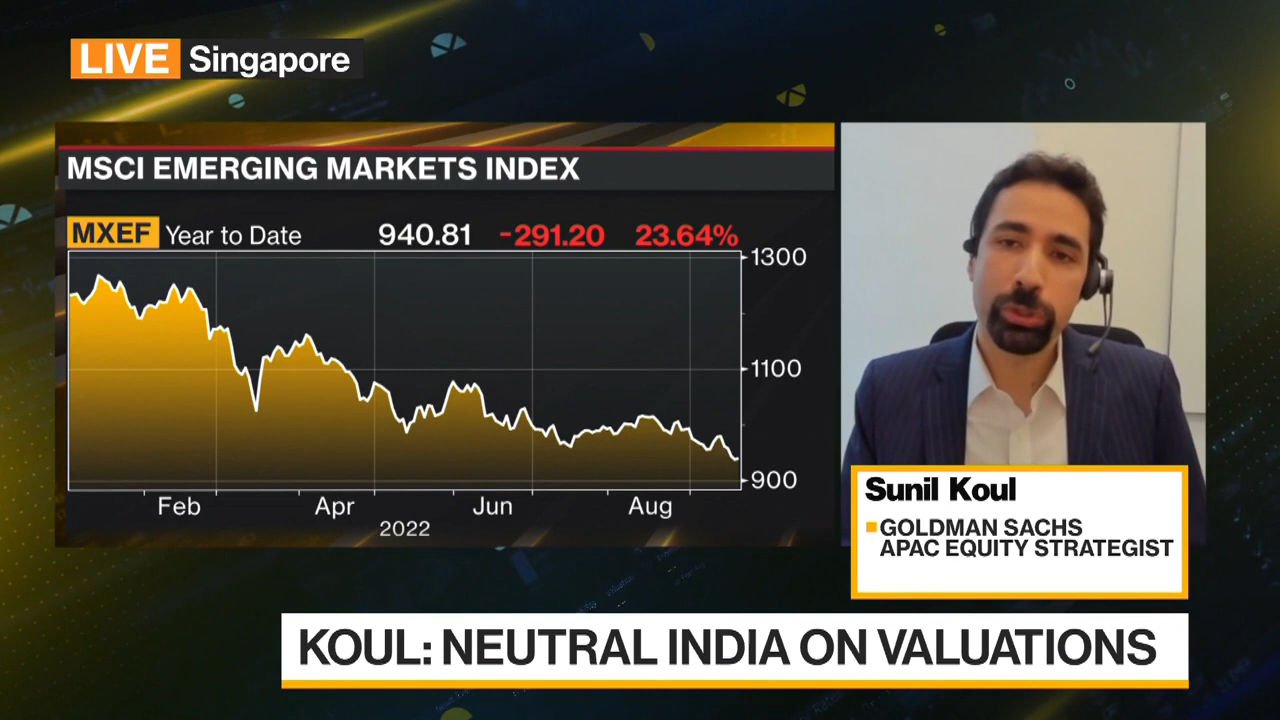 LIVE Singapore
MSCI EMERGING MARKETS INDEX
MXEF Year to Date 940.81 -291.20 23.64%
1300
1100
900
Feb Apr Jun Aug
2022
Sunil Koul
GOLDMAN SACHS
APAC EQUITY STRATEGIST
KOUL: NEUTRAL INDIA ON VALUATIONS